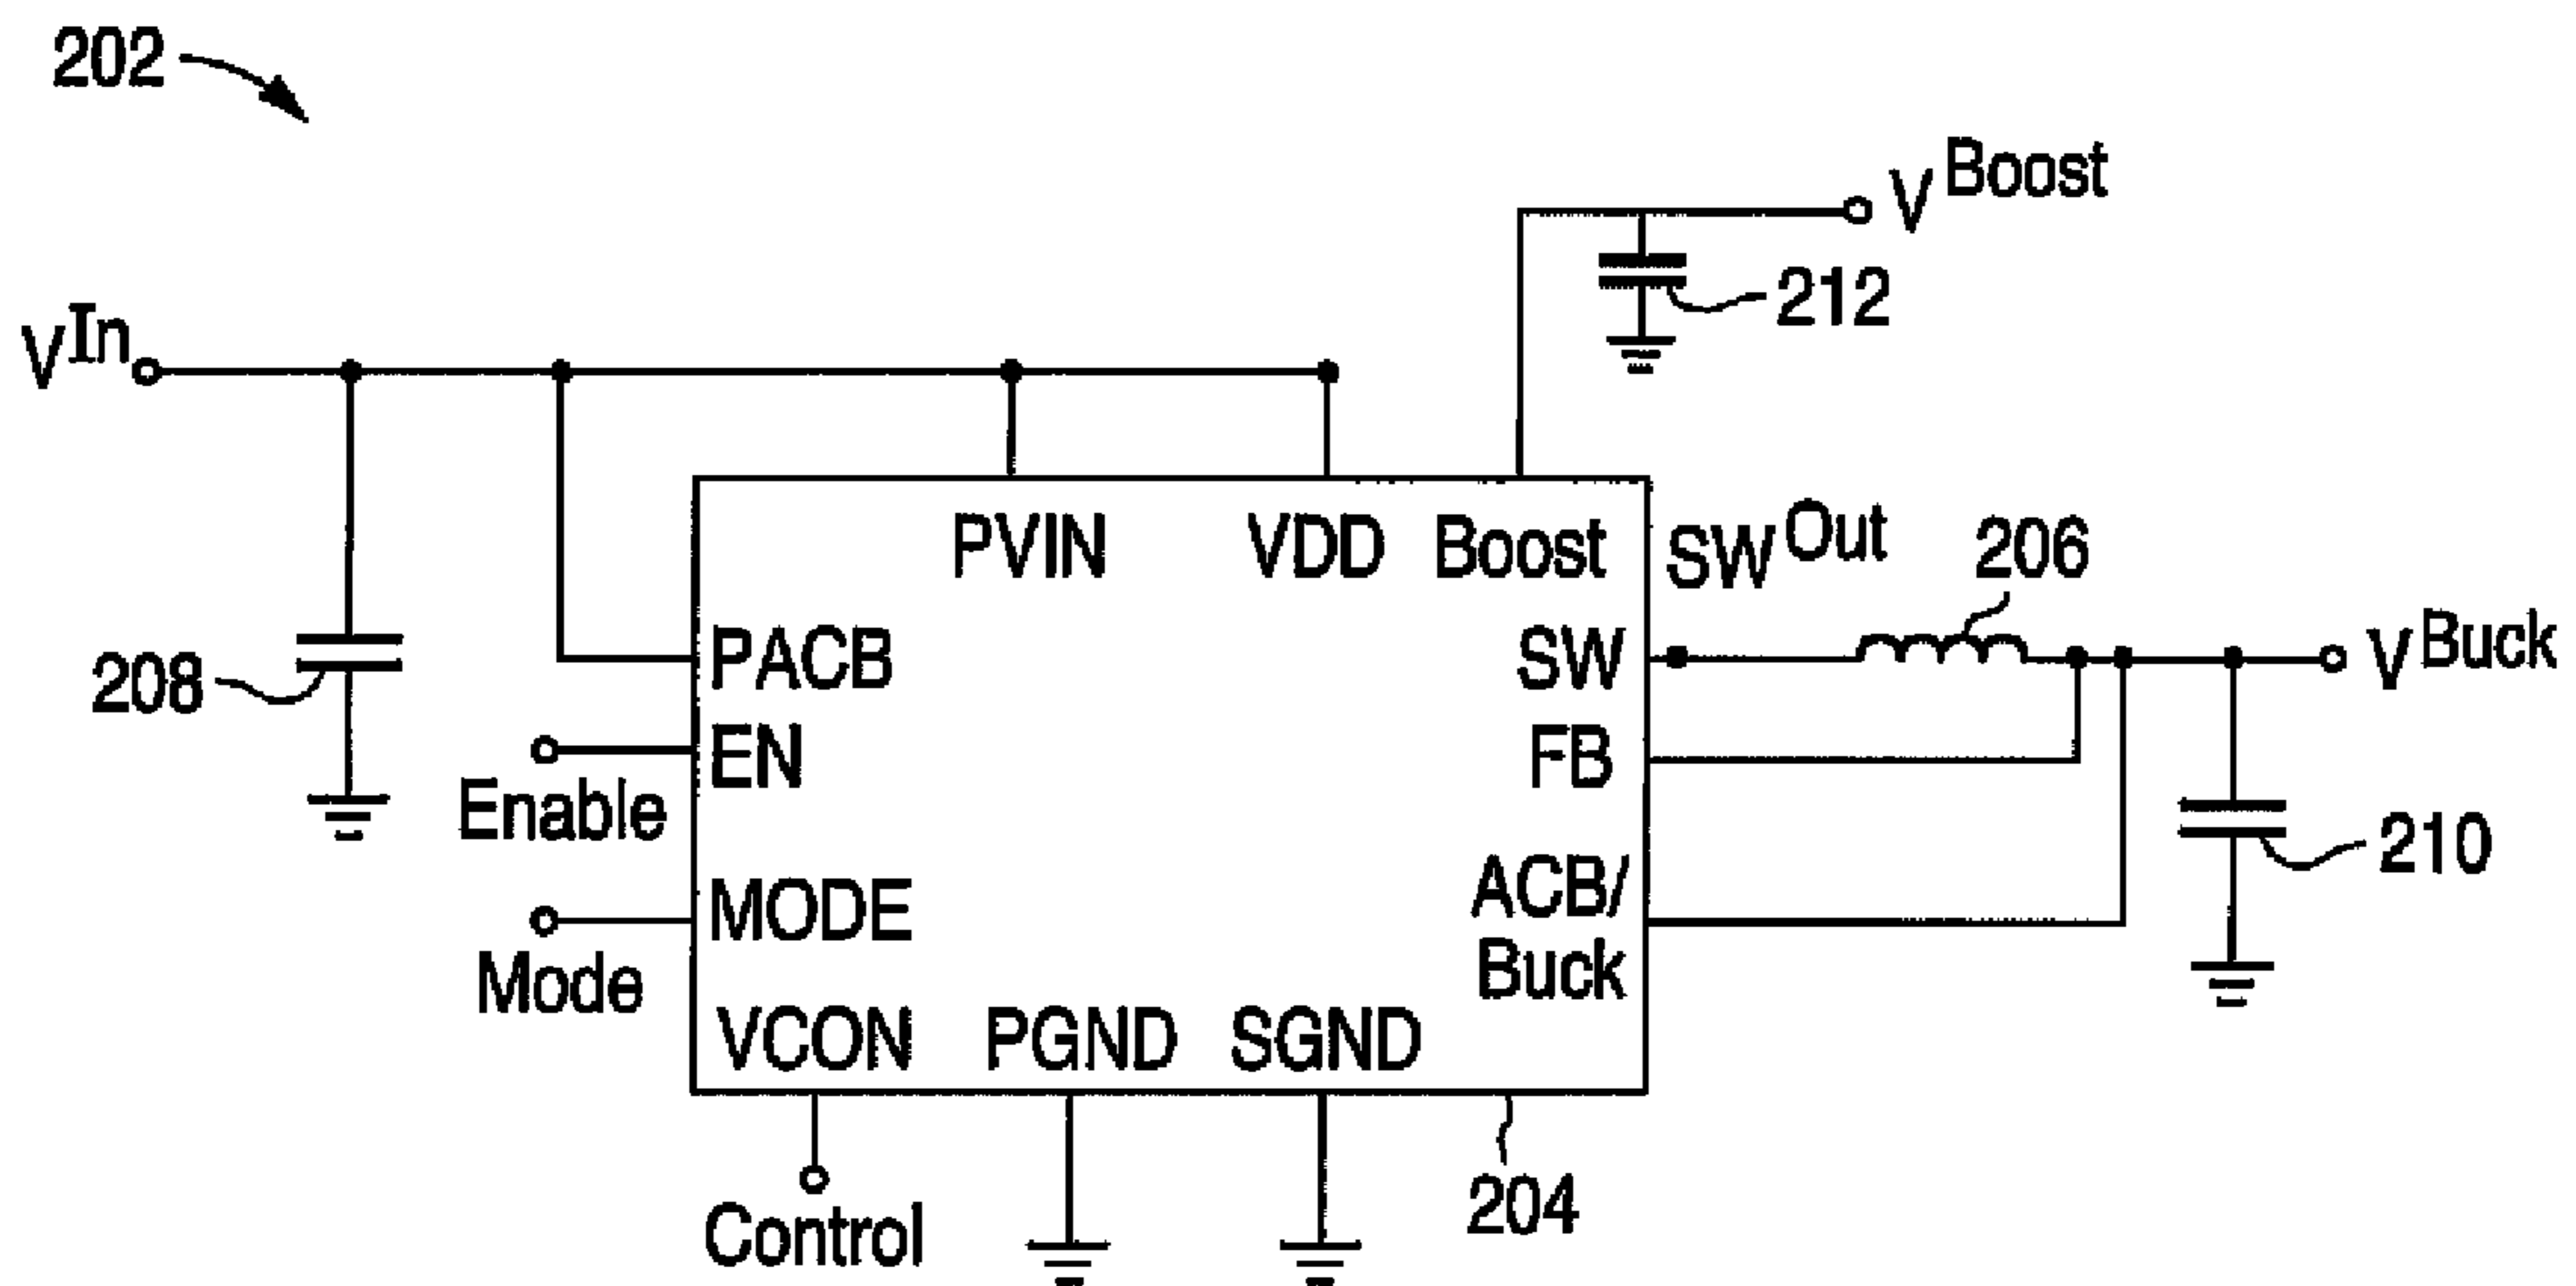 202
V Boost
212
V In
PVIN
VDD
Boost
SW Out
206
PACB
SW
V Buck
208
EN
FB
Enable
210
MODE
ACB/
Buck
Mode
VCON
PGND
SGND
204
Control